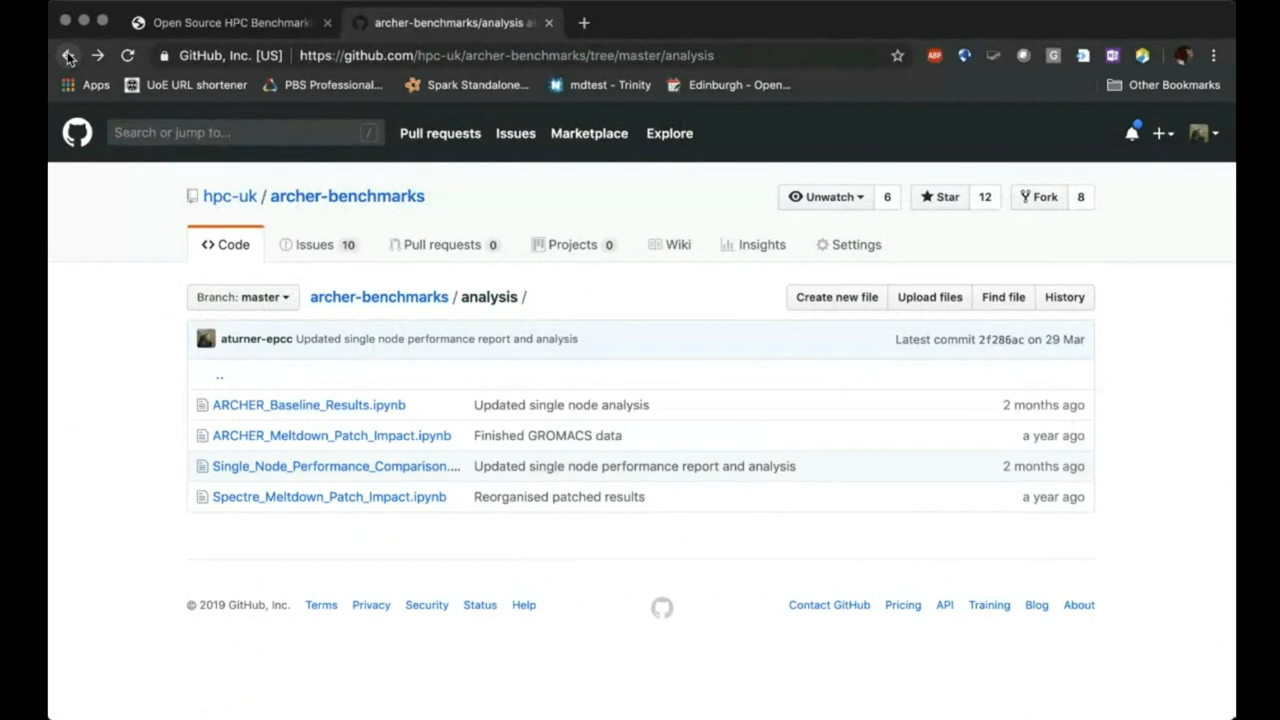 Open Source HPC Benchmark
archer-benchmarks/analysis a
GitHub, Inc. [US] https://github.com/hpc-uk/archer-benchmarks/tree/master/analysis
ABP
G
Apps UoE URL shortener PBS Professional... Spark Standalone... mdtest - Trinity Edinburgh - Open... Other Bookmarks
Search or jump to... / Pull requests Issues Marketplace Explore
hpc-uk / archer-benchmarks Unwatch 6 Star 12 Fork 8
<> Code Issues 10 Pull requests 0 Projects 0 Wiki Insights Settings
Branch: master archer-benchmarks / analysis / Create new file Upload files Find file History
aturner-epcc Updated single node performance report and analysis Latest commit 2f286ac on 29 Mar
..
ARCHER_Baseline_Results.ipynb Updated single node analysis 2 months ago
ARCHER_Meltdown_Patch_Impact.ipynb Finished GROMACS data a year ago
Single_Node_Performance_Comparison.... Updated single node performance report and analysis 2 months ago
Spectre_Meltdown_Patch_Impact.ipynb Reorganised patched results a year ago
© 2019 GitHub, Inc. Terms Privacy Security Status Help Contact GitHub Pricing API Training Blog About